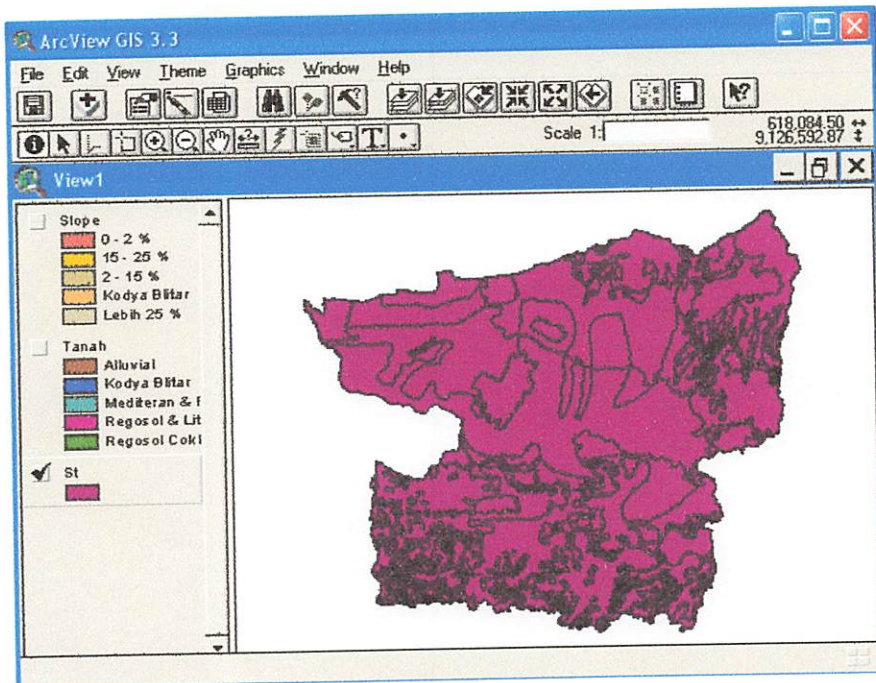 ArcView GIS 3.3
File Edit View Theme Graphics Window Help
Scale 1:
618,084.50
9,126,592.87
View1
Slope
0 - 2 %
15 - 25 %
2 - 15 %
Kodya Blitar
Lebih 25 %
Tanah
Alluvial
Kodya Blitar
Mediteran &
Regosol & Lit
Regosol Cokl
St